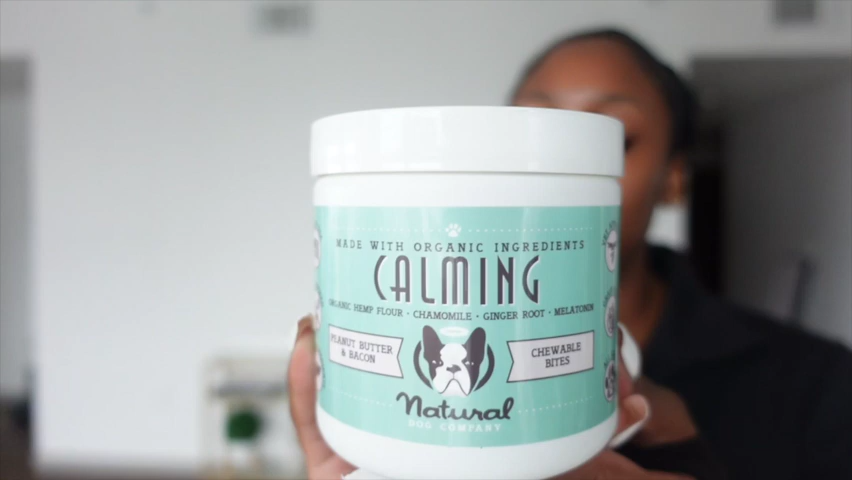 MADE WITH ORGANIC INGREDIENTS
CALMING
ORGANIC HEMP FLOUR · CHAMOMILE · GINGER ROOT · MELATONIN
PEANUT BUTTER
& BACON
CHEWABLE
BITES
Natural
DOG COMPANY